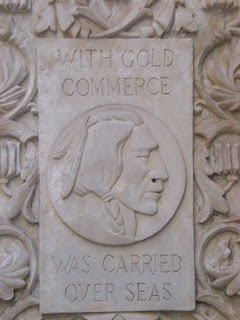 WITH GOLD
COMMERCE
WAS CARRIED
OVER SEAS